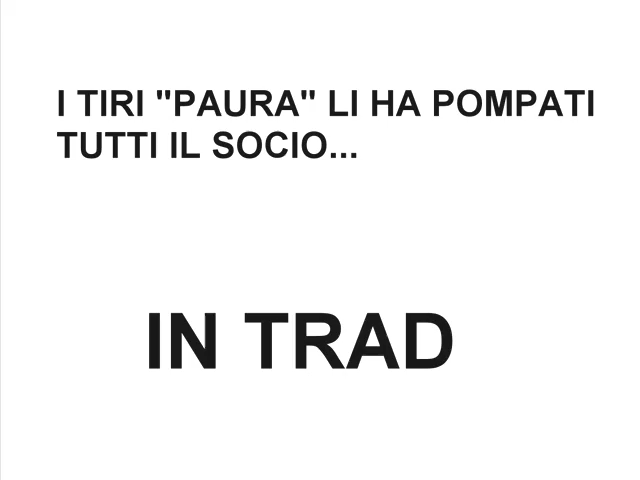 I TIRI "PAURA" LI HA POMPATI
TUTTI IL SOCIO...
IN TRAD